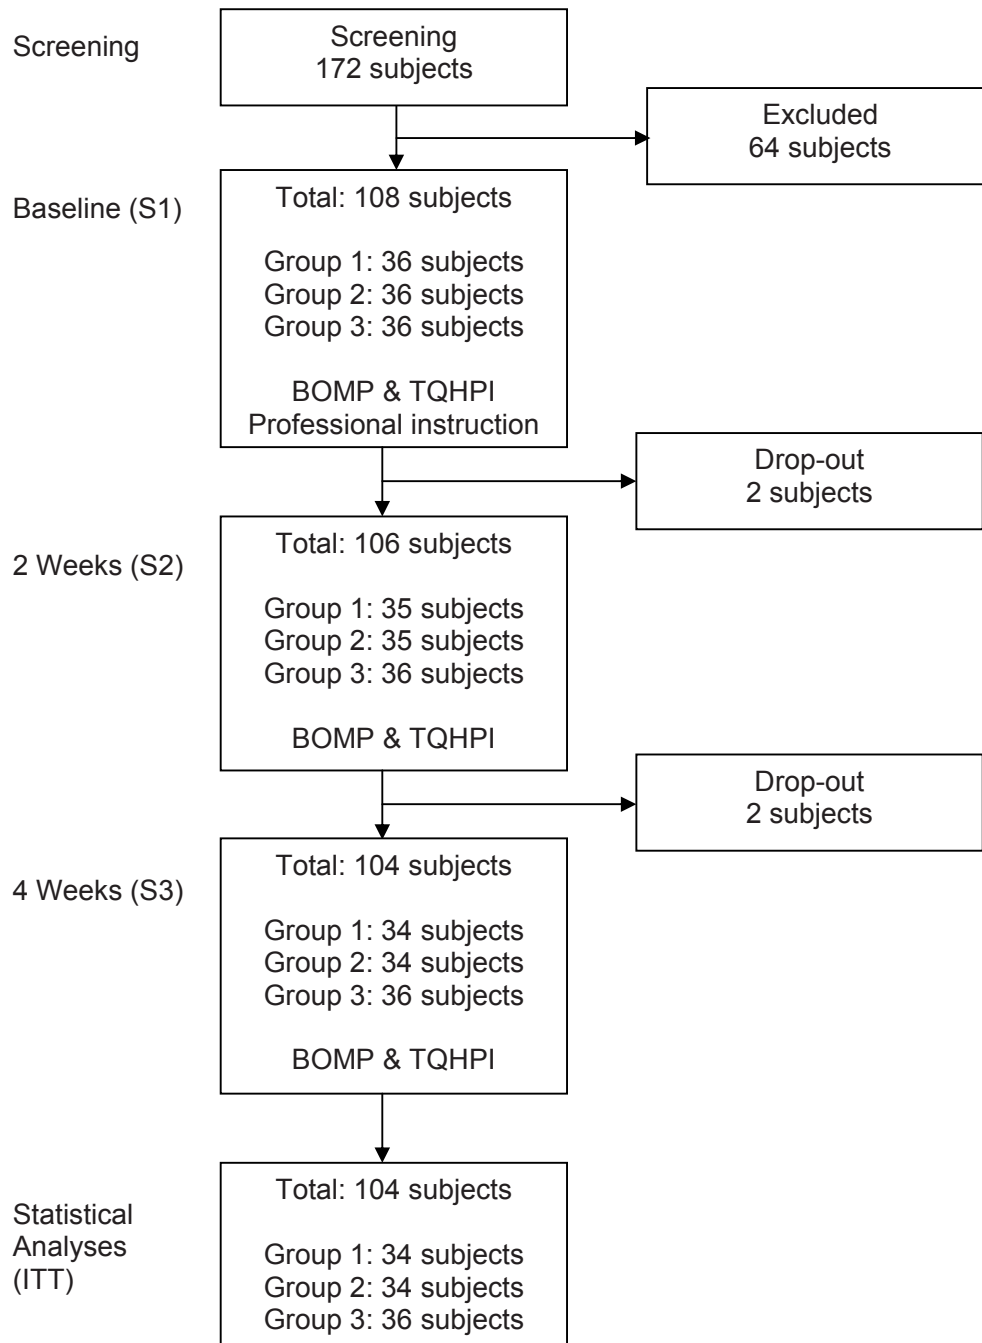 Screening
Screening
172 subjects
Excluded
64 subjects
Baseline (S1)
Total: 108 subjects
Group 1: 36 subjects
Group 2: 36 subjects
Group 3: 36 subjects
BOMP & TQHPI
Professional instruction
Drop-out
2 subjects
2 Weeks (S2)
Total: 106 subjects
Group 1: 35 subjects
Group 2: 35 subjects
Group 3: 36 subjects
BOMP & TQHPI
Drop-out
2 subjects
4 Weeks (S3)
Total: 104 subjects
Group 1: 34 subjects
Group 2: 34 subjects
Group 3: 36 subjects
BOMP & TQHPI
Statistical
Analyses
(ITT)
Total: 104 subjects
Group 1: 34 subjects
Group 2: 34 subjects
Group 3: 36 subjects